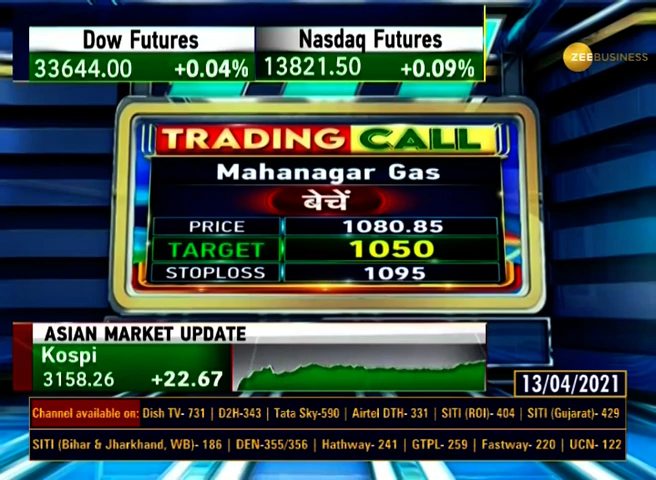 Dow Futures
33644.00 +0.04%
Nasdaq Futures
13821.50 +0.09%
ZEEBUSINESS
TRADING CALL
Mahanagar Gas
बेचें
PRICE 1080.85
TARGET 1050
STOPLOSS 1095
ASIAN MARKET UPDATE
Kospi
3158.26 +22.67
13/04/2021
Channel available on: Dish TV- 731 | D2H-343 | Tata Sky-590 | Airtel DTH- 331 | SITI (ROI)- 404 | SITI (Gujarat)- 429
SITI (Bihar & Jharkhand, WB)- 186 | DEN-355/356 | Hathway- 241 | GTPL- 259 | Fastway- 220 | UCN- 122